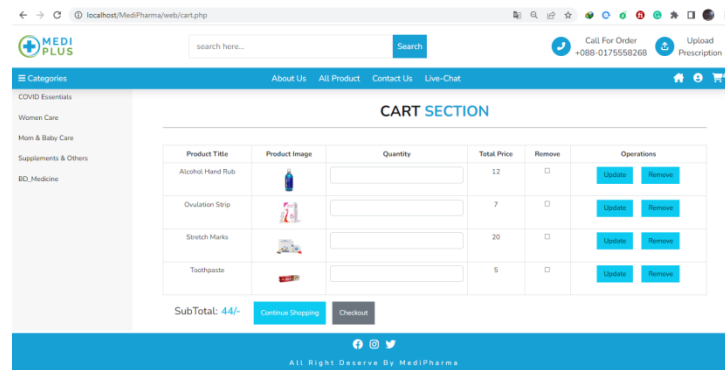 localhost/MediPharma/web/cart.php
MEDI
PLUS
search here...
Search
Call For Order
+088-0175558268
Upload
Prescription
Categories
About Us All Product Contact Us Live-Chat
COVID Essentials
Women Care
Mom & Baby Care
Supplements & Others
BD_Medicine
CART SECTION
Product Title Product Image Quantity Total Price Remove Operations
Alcohol Hand Rub 12 Update Remove
Ovulation Strip 7 Update Remove
Stretch Marks 20 Update Remove
Toothpaste 5 Update Remove
SubTotal: 44/- Continue Shopping Checkout
All Right Deserve By MediPharma